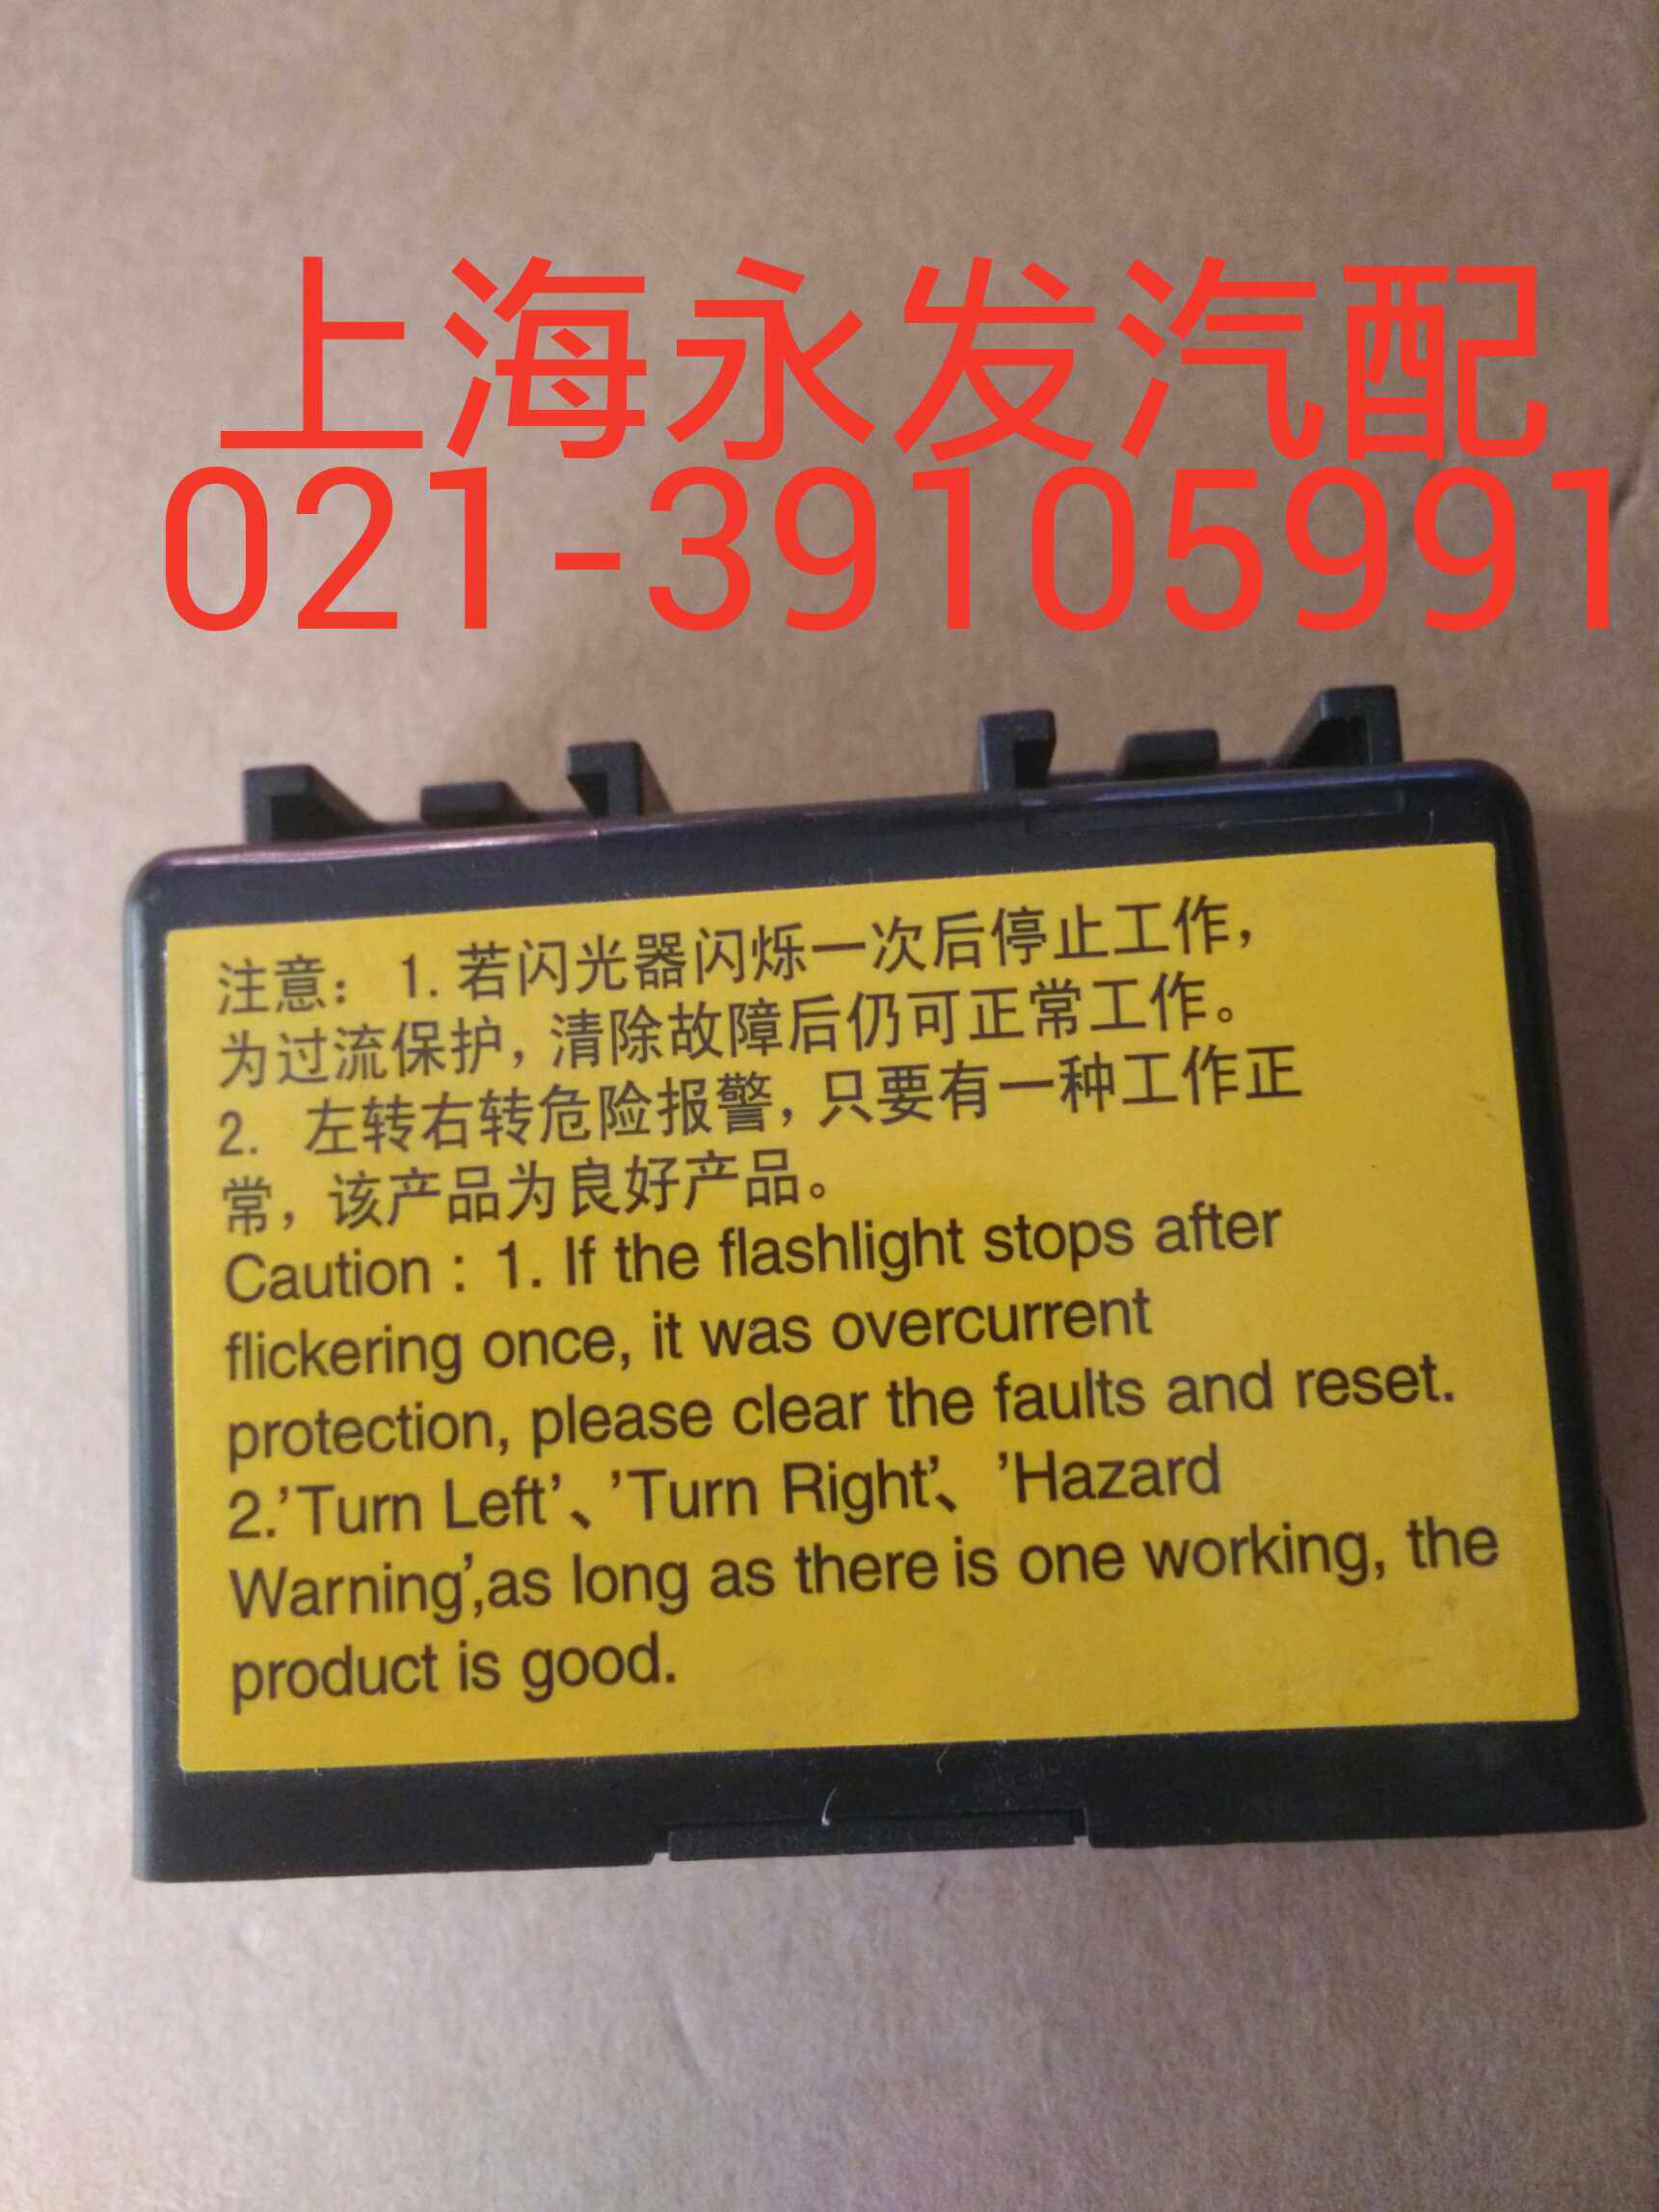 上海永发汽配
021-39105991
注意： 1. 若闪光器闪烁一次后停止工作，
为过流保护，清除故障后仍可正常工作。
2. 左转右转危险报警，只要有一种工作正
常，该产品为良好产品。
Caution : 1. If the flashlight stops after
flickering once, it was overcurrent
protection, please clear the faults and reset.
2.’Turn Left’、’Turn Right’、 ’Hazard
Warning’,as long as there is one working, the
product is good.